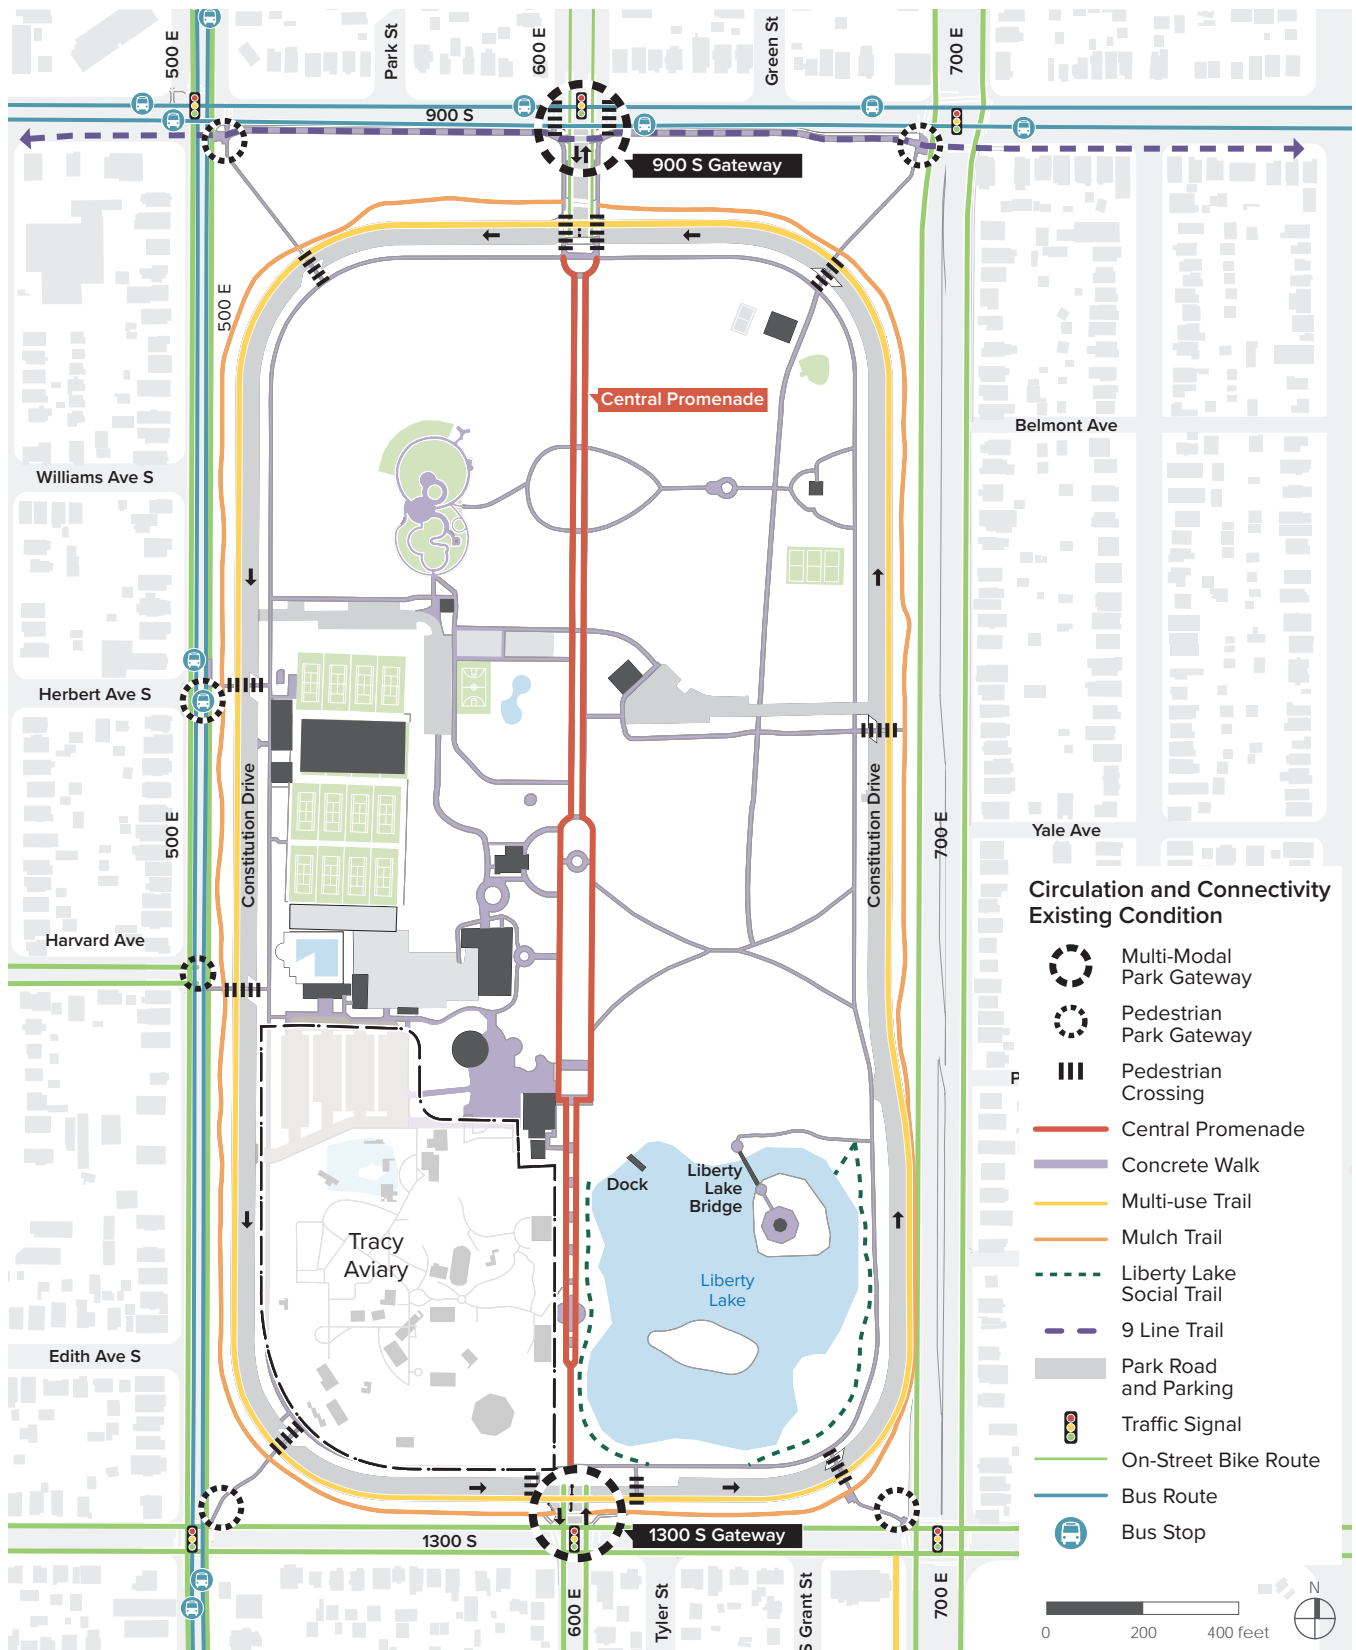 500 E
Park St
600 E
Green St
700 E
900 S
900 S Gateway
500 E
Central Promenade
Belmont Ave
Williams Ave S
Herbert Ave S
Constitution Drive
Constitution Drive
500 E
700 E
Yale Ave
Harvard Ave
P
Dock
Liberty
Lake
Bridge
Tracy
Aviary
Liberty
Lake
Edith Ave S
1300 S
1300 S Gateway
600 E
Tyler St
S Grant St
700 E
Circulation and Connectivity
Existing Condition
Multi-Modal
Park Gateway
Pedestrian
Park Gateway
Pedestrian
Crossing
Central Promenade
Concrete Walk
Multi-use Trail
Mulch Trail
Liberty Lake
Social Trail
9 Line Trail
Park Road
and Parking
Traffic Signal
On-Street Bike Route
Bus Route
Bus Stop
N
0 200 400 feet